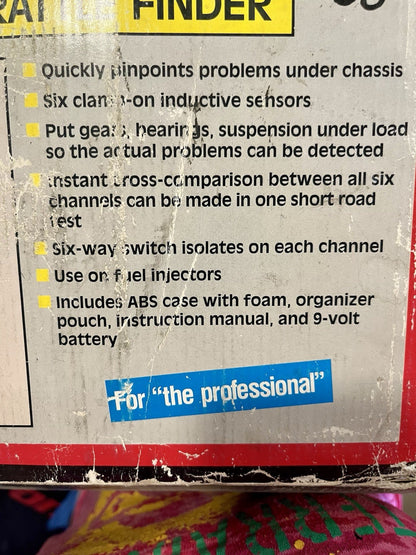 RATTLE FINDER
Quickly pinpoints problems under chassis
Six clamp-on inductive sensors
Put gears, bearings, suspension under load
so the actual problems can be detected
Instant cross-comparison between all six
channels can be made in one short road
test
Six-way switch isolates on each channel
Use on fuel injectors
Includes ABS case with foam, organizer
pouch, instruction manual, and 9-volt
battery
For "the professional"